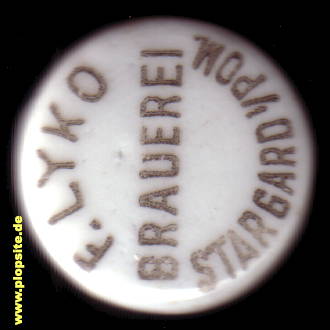 F. LYKO
BRAUEREI
STARGARD i/POM.
www.plopsite.de